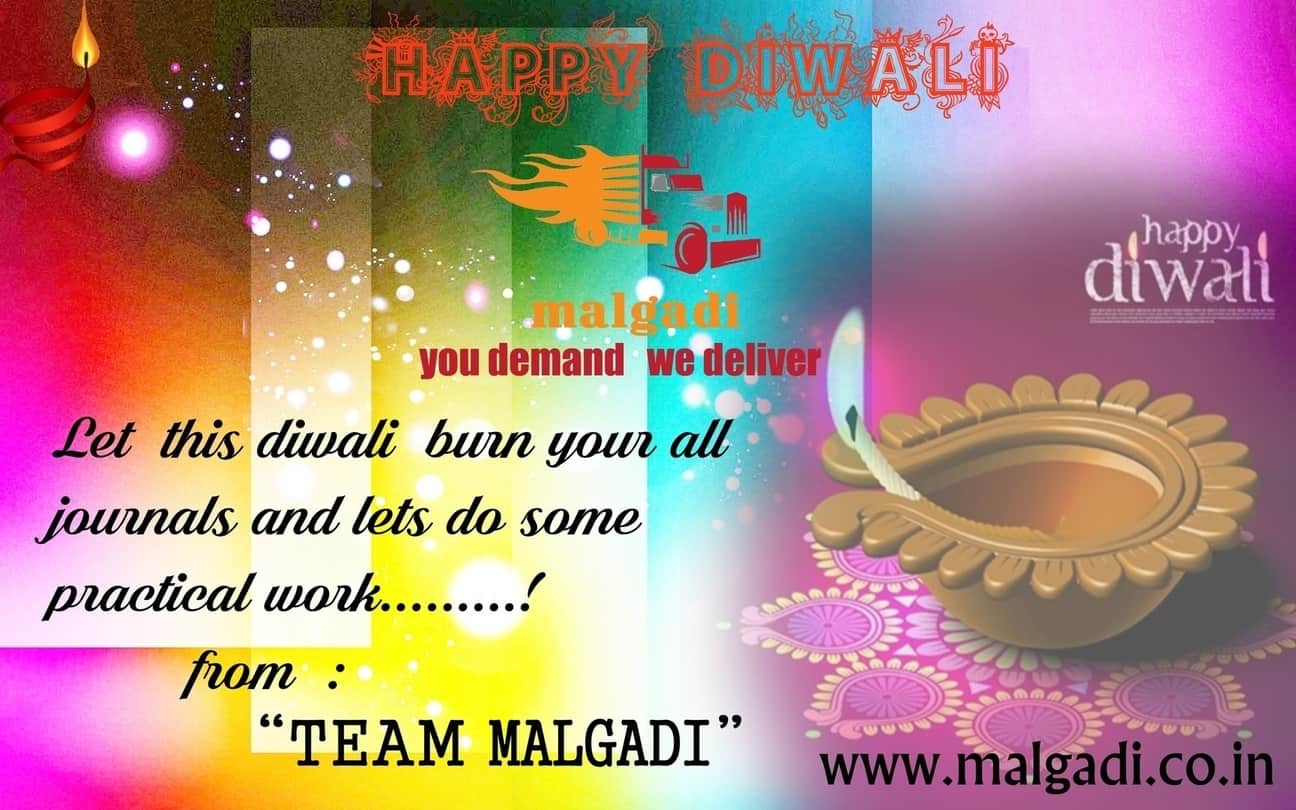 HAPPY DIWALI
malgadi
you demand we deliver
happy
diwali
Let this diwali burn your all
journals and lets do some
practical work.........!
from :
“TEAM MALGADI”
www.malgadi.co.in